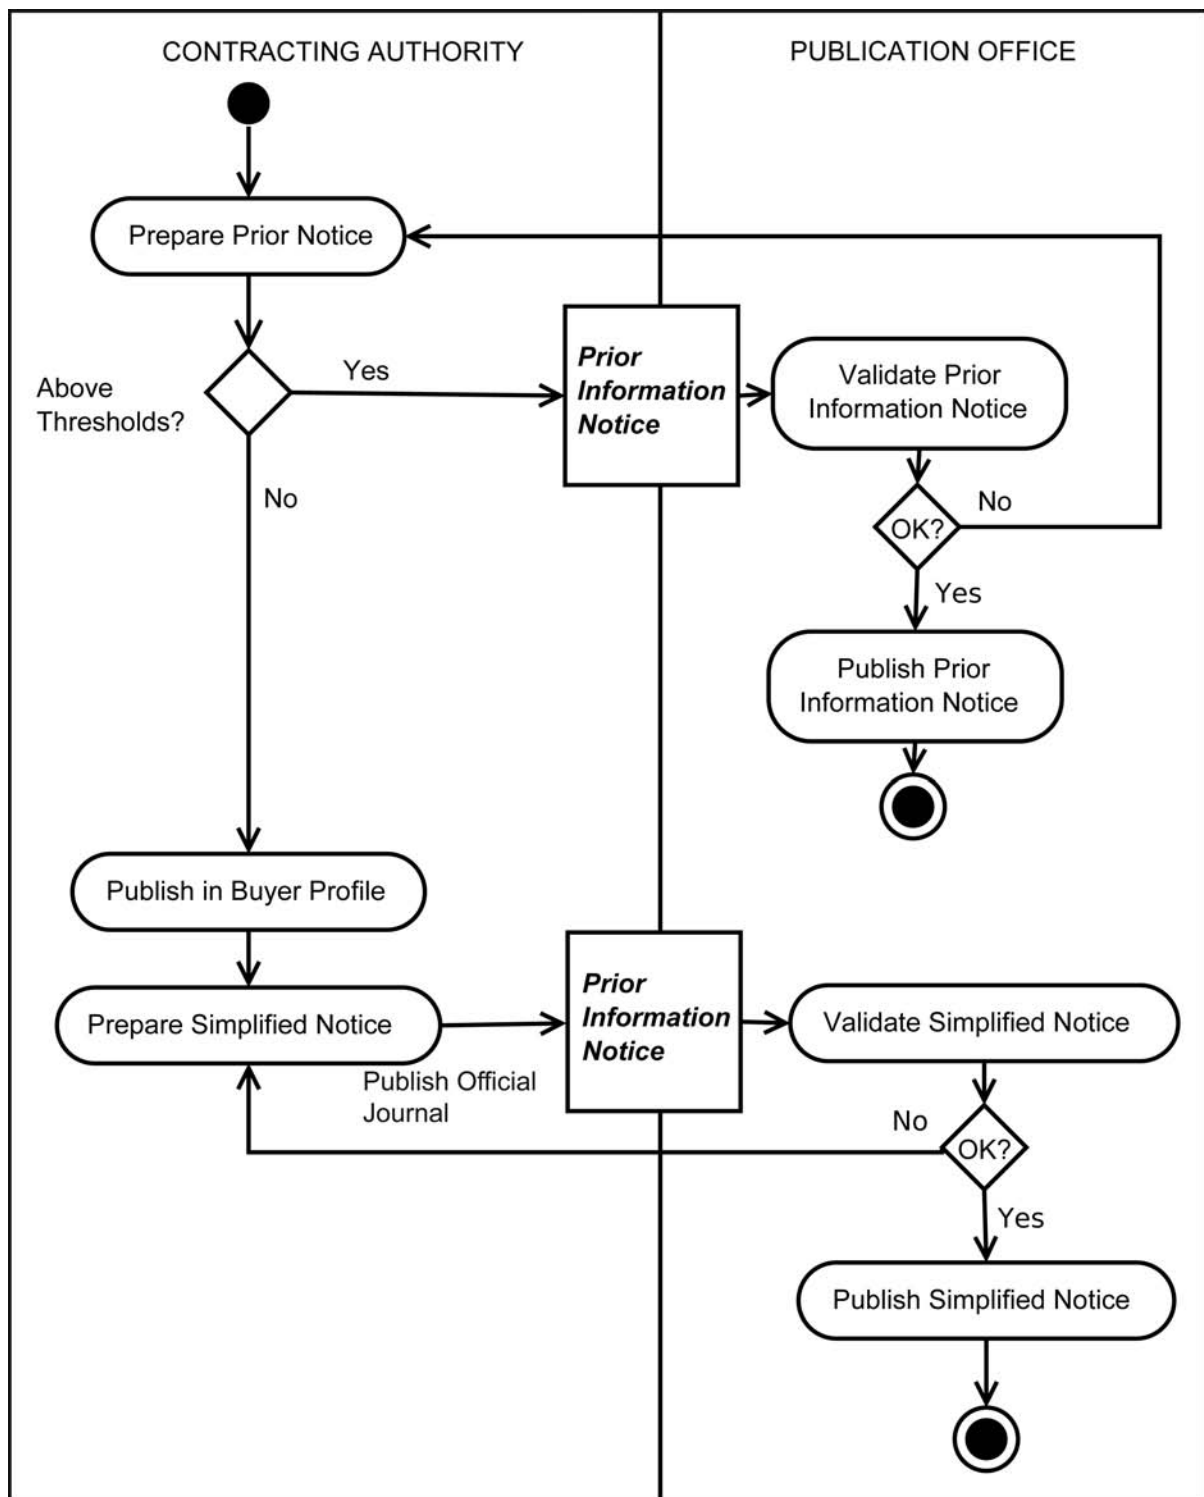 CONTRACTING AUTHORITY
PUBLICATION OFFICE
Prepare Prior Notice
Above
Thresholds?
Yes
No
Prior
Information
Notice
Validate Prior
Information Notice
OK?
No
Yes
Publish Prior
Information Notice
Publish in Buyer Profile
Prepare Simplified Notice
Publish Official
Journal
Prior
Information
Notice
Validate Simplified Notice
No
OK?
Yes
Publish Simplified Notice